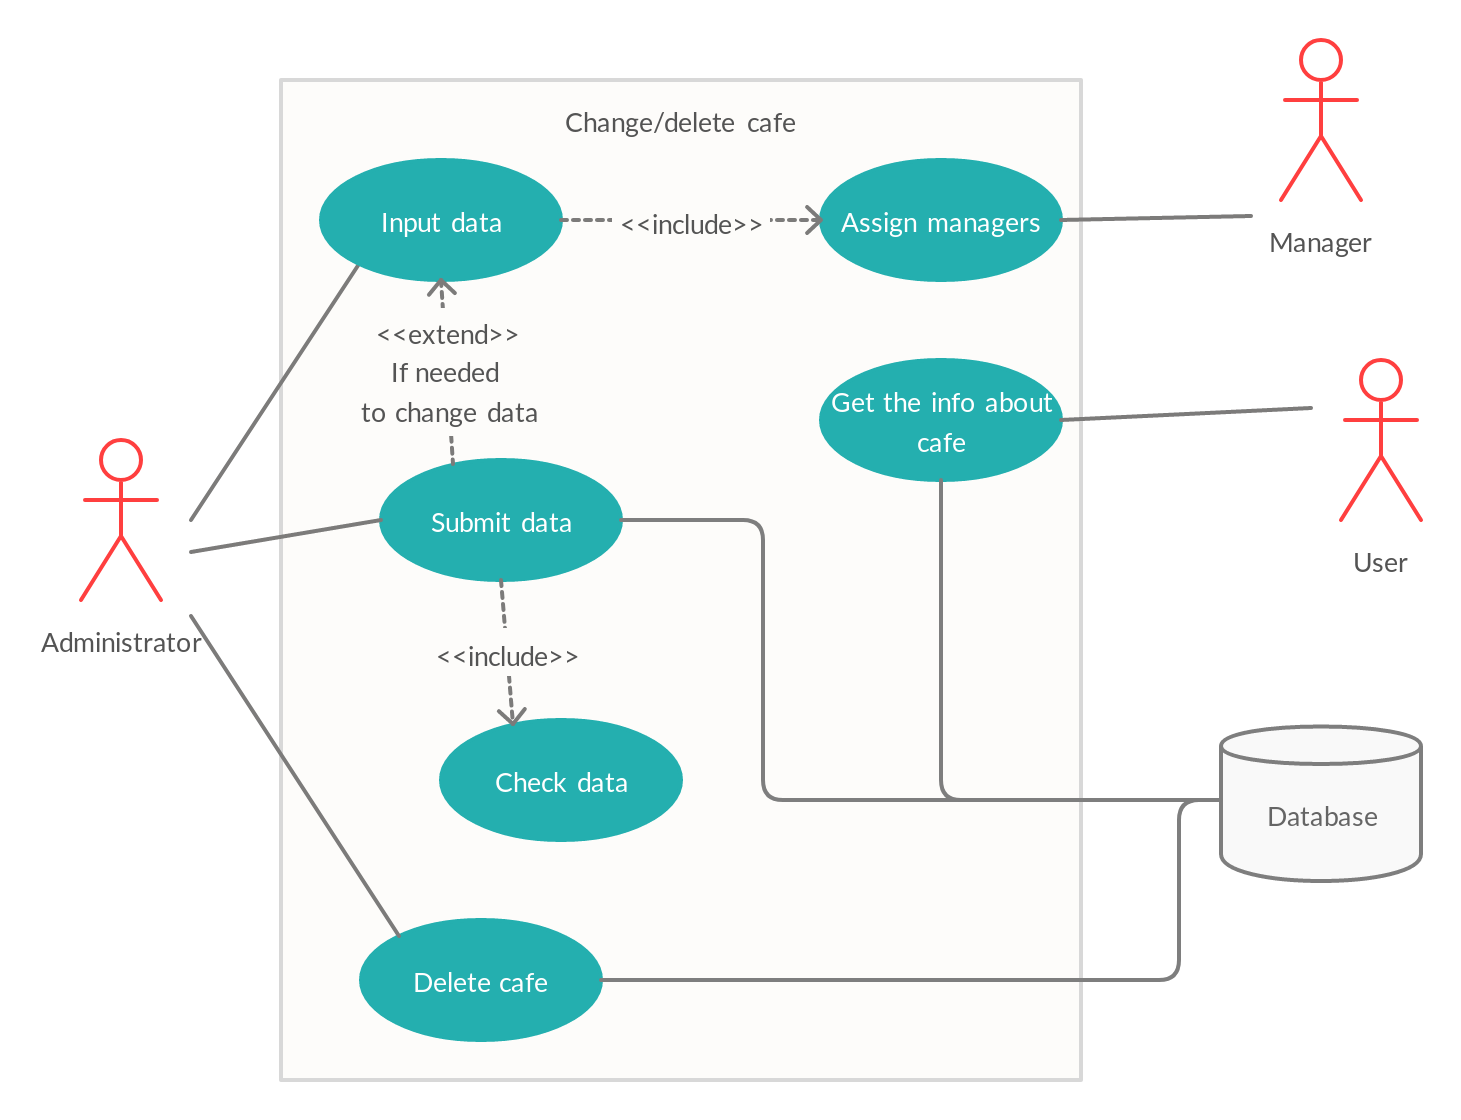 Change/delete cafe
Input data
<<include>>
Assign managers
Manager
<<extend>>
If needed
to change data
Get the info about
cafe
Submit data
User
Administrator
<<include>>
Check data
Database
Delete cafe